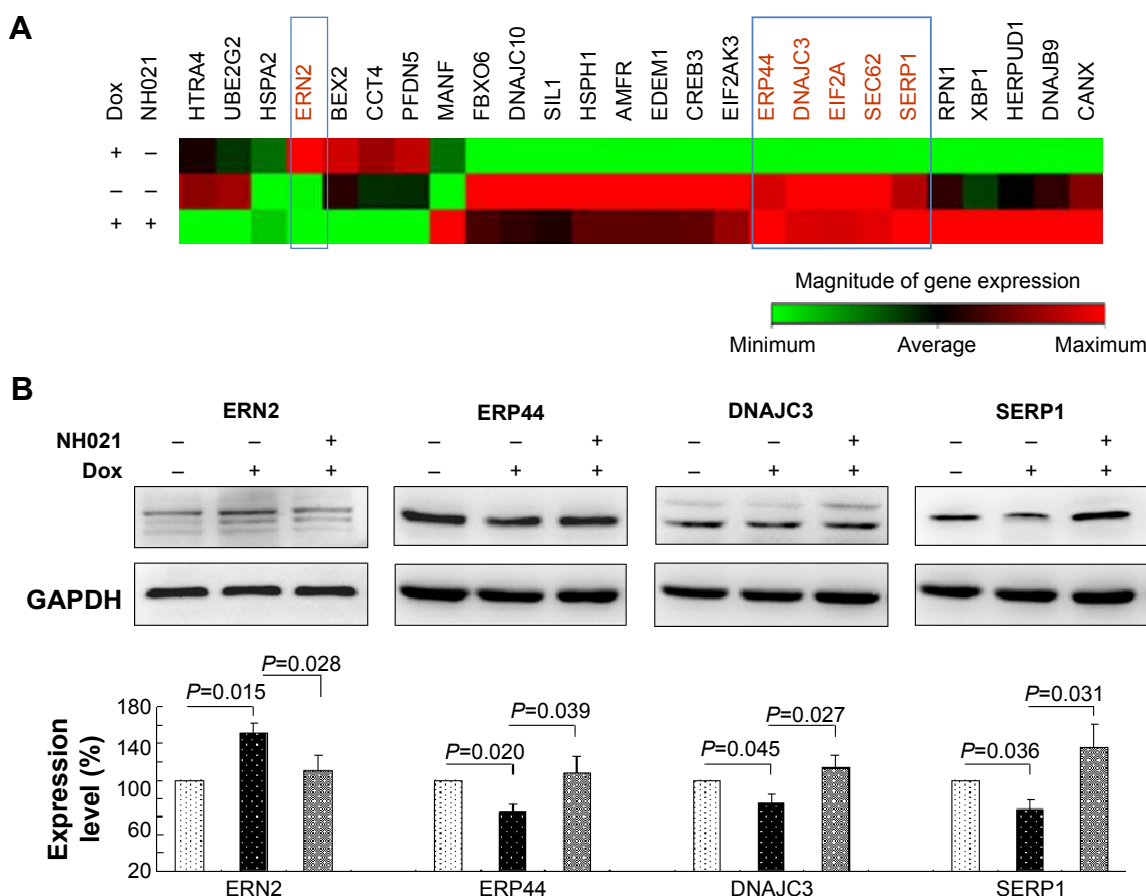 A
Dox NH021 HTRA4 UBE2G2 HSPA2 ERN2 BEX2 CCT4 PFDN5 MANF FBXO6 DNAJC10 SIL1 HSPH1 AMFR EDEM1 CREB3 EIF2AK3 ERP44 DNAJC3 EIF2A SEC62 SERP1 RPN1 XBP1 HERPUD1 DNAJB9 CANX
+ –
– –
+ +
Magnitude of gene expression
Minimum Average Maximum
B
ERN2 ERP44 DNAJC3 SERP1
NH021 – – + – – + – – + – – +
Dox – + + – + + – + + – + +
GAPDH
Expression level (%)
180
140
100
60
20
P=0.015 P=0.028
P=0.020 P=0.039
P=0.045 P=0.027
P=0.036 P=0.031
ERN2 ERP44 DNAJC3 SERP1